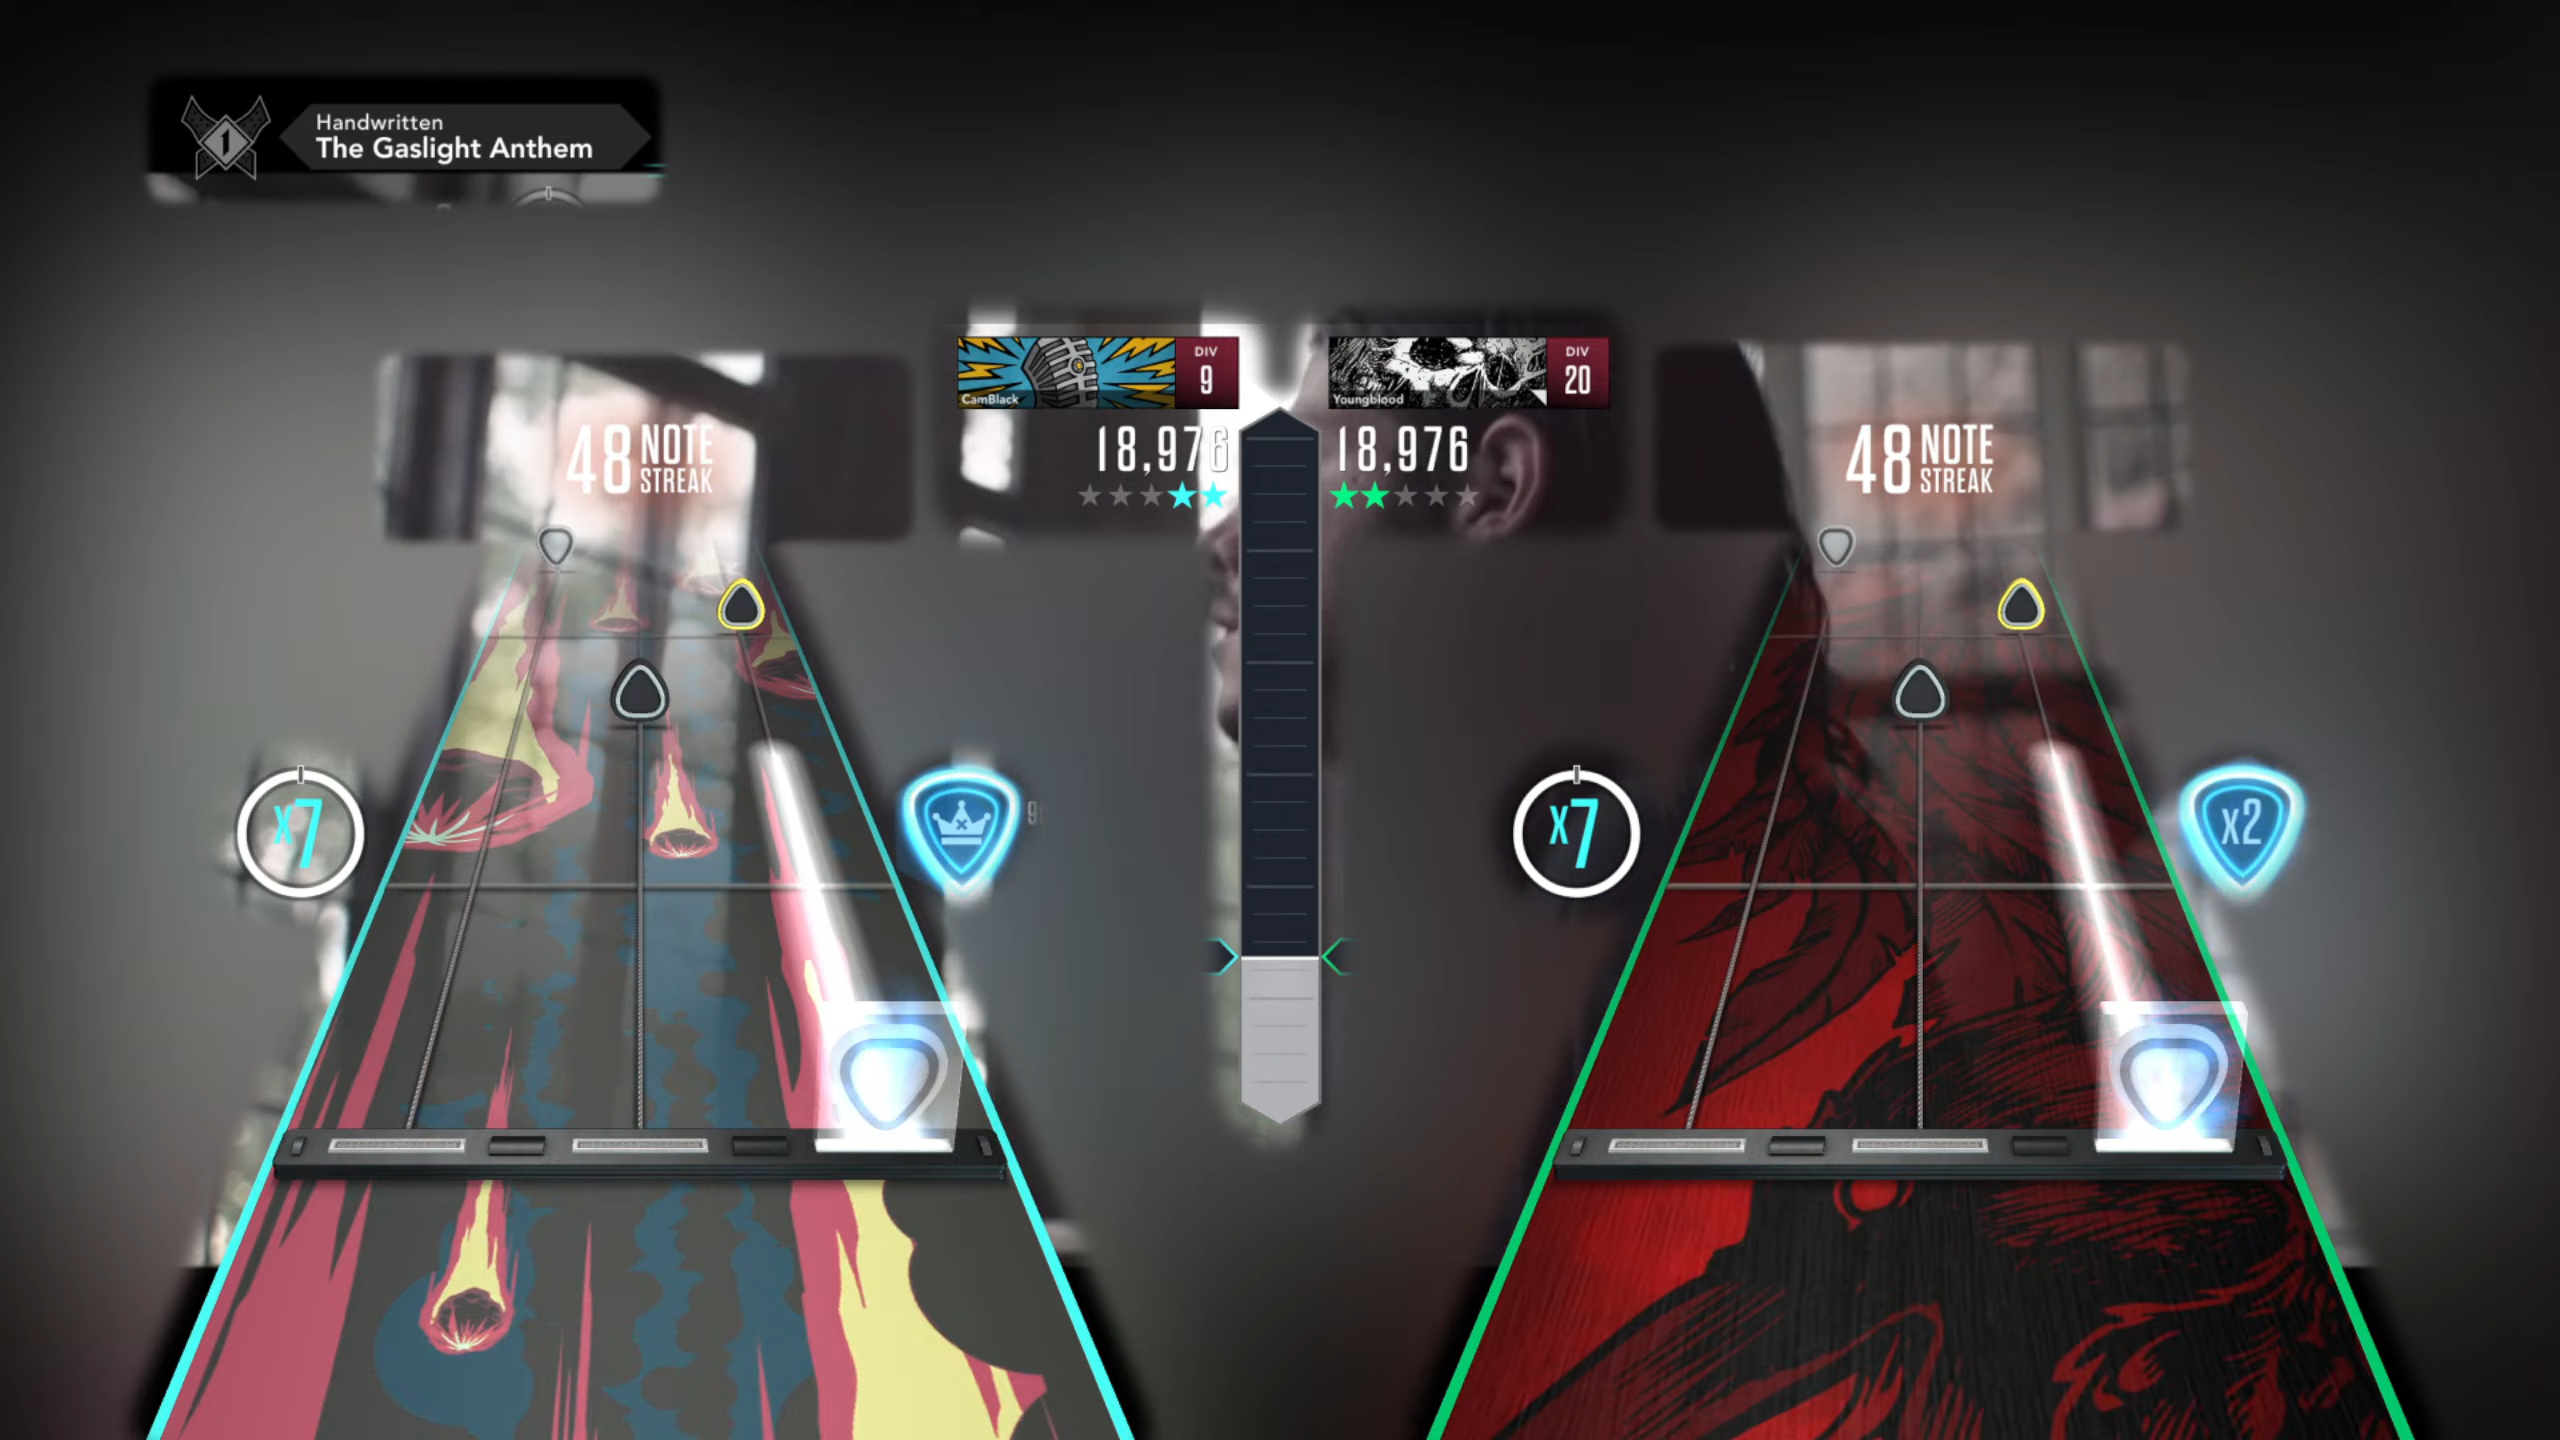 1
Handwritten
The Gaslight Anthem
CamBlack
DIV
9
Youngblood
DIV
20
18,976
18,976
48 NOTE
STREAK
48 NOTE
STREAK
x7
x7
x2